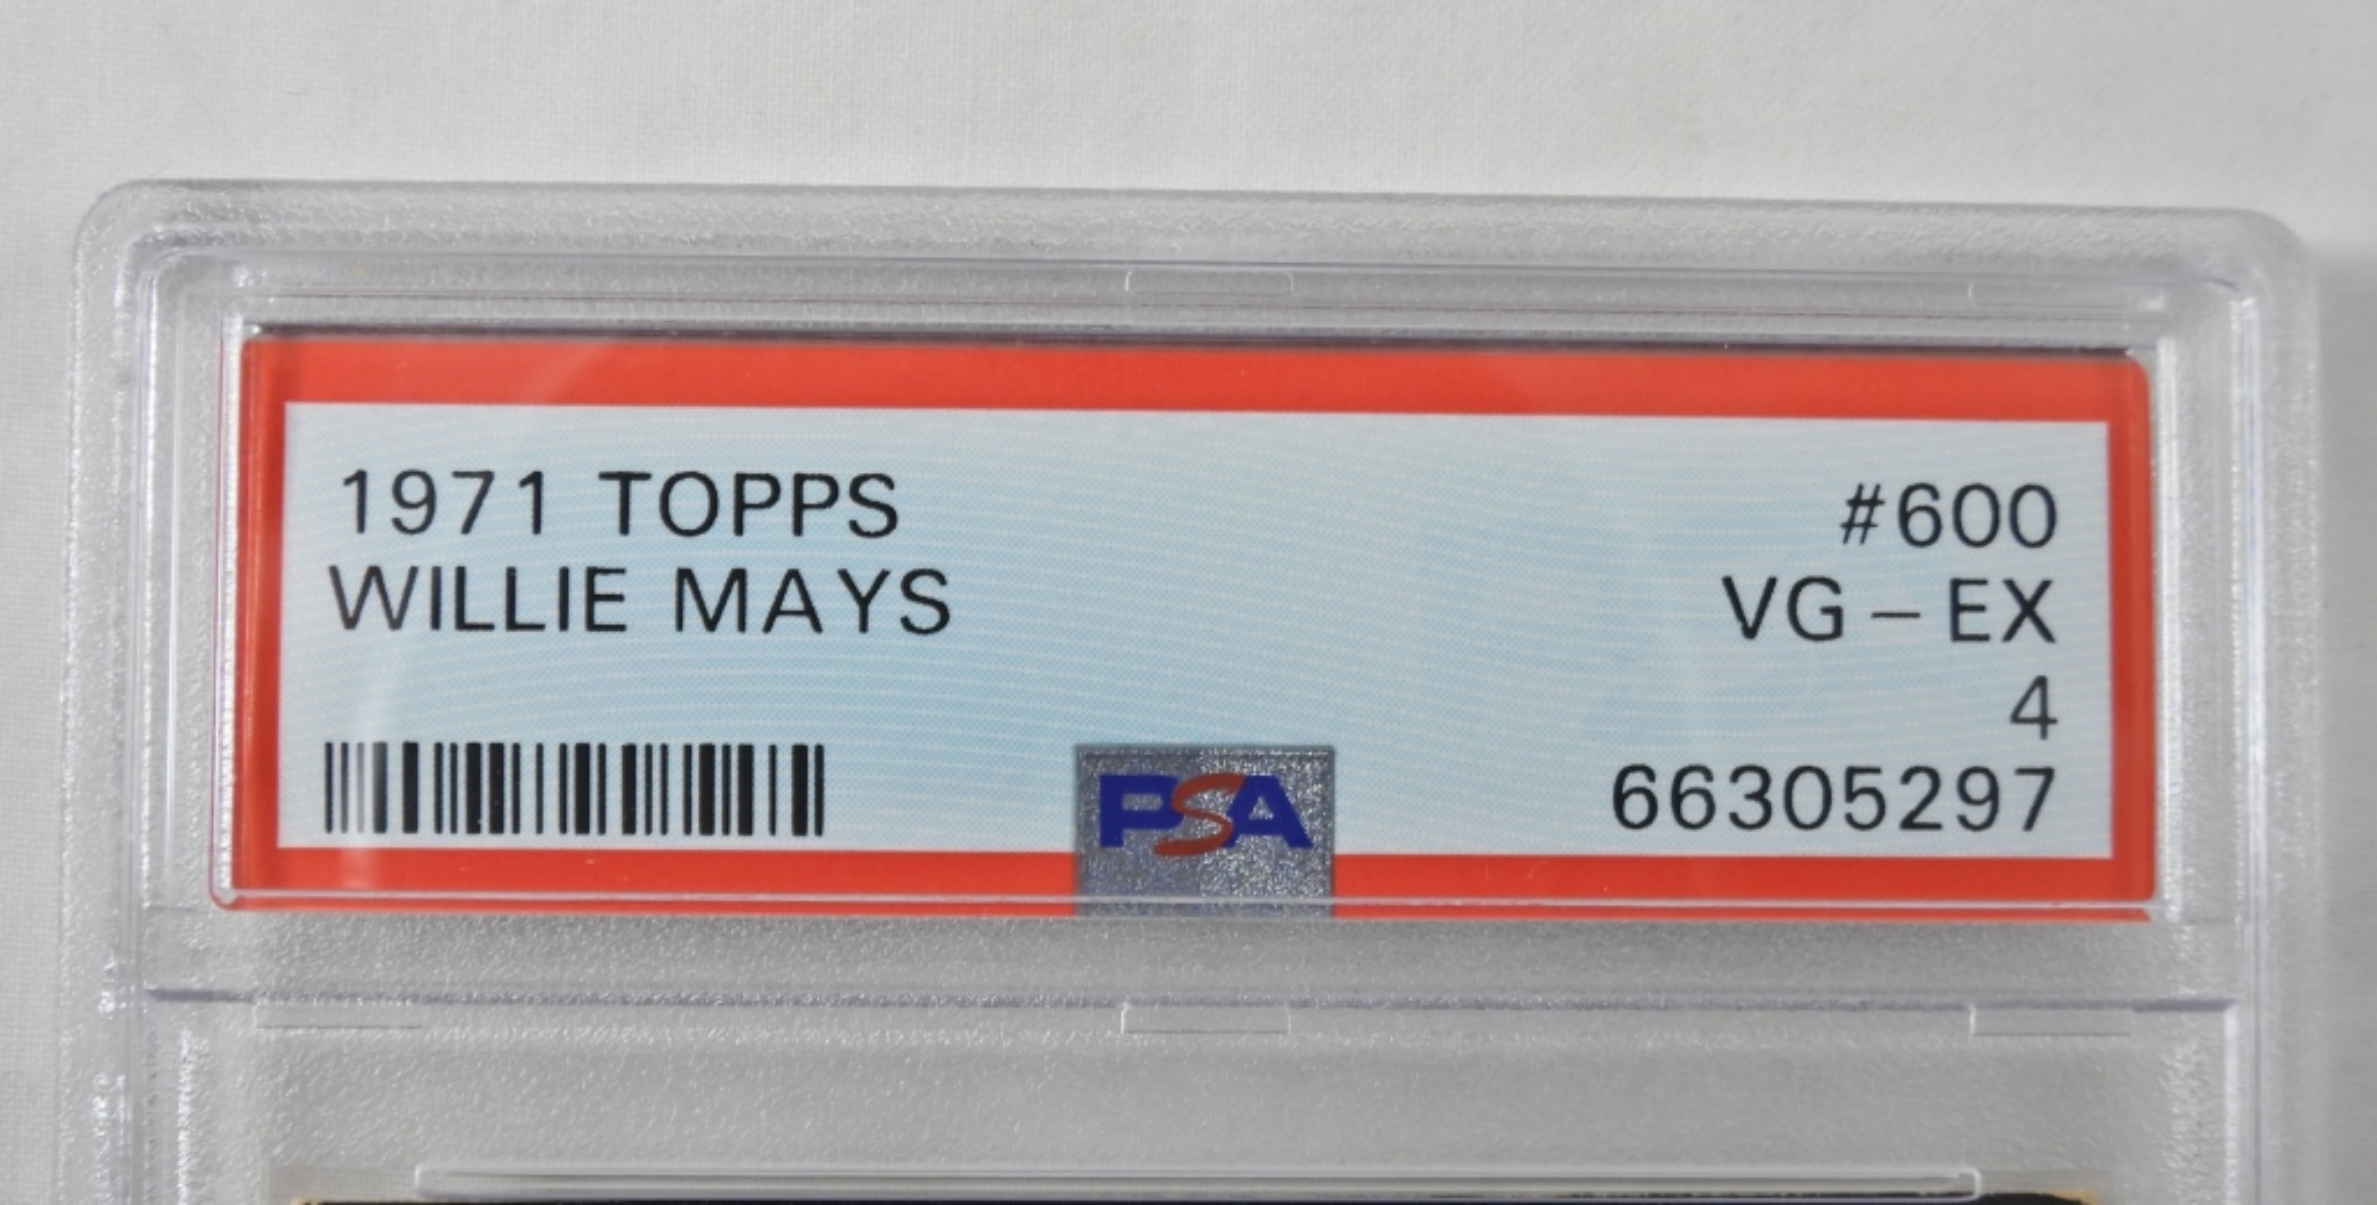 1971 TOPPS #600
WILLIE MAYS VG - EX
4
PSA 66305297